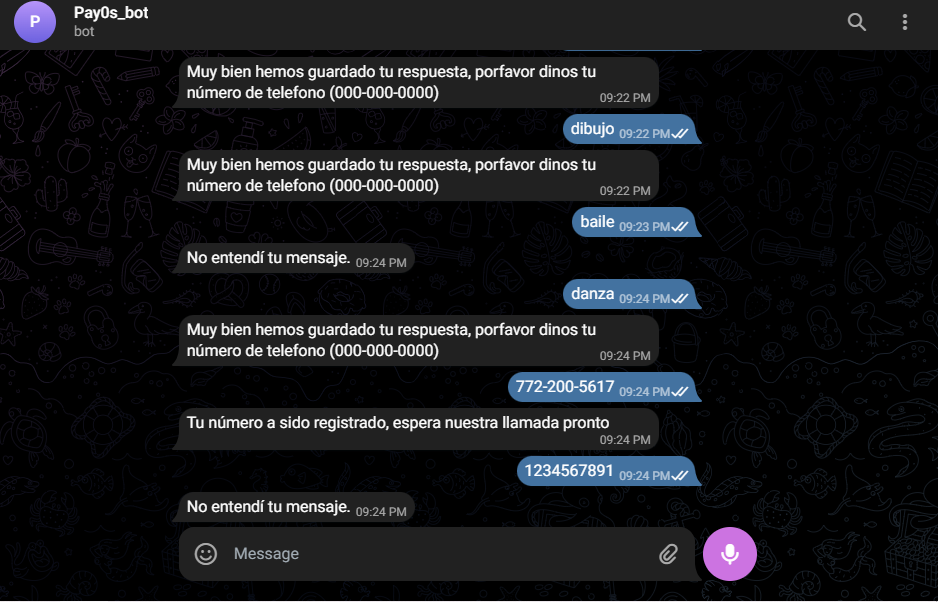 P
Pay0s_bot
bot
Muy bien hemos guardado tu respuesta, porfavor dinos tu
número de telefono (000-000-0000)
09:22 PM
dibujo 09:22 PM
Muy bien hemos guardado tu respuesta, porfavor dinos tu
número de telefono (000-000-0000)
09:22 PM
baile 09:23 PM
No entendí tu mensaje. 09:24 PM
danza 09:24 PM
Muy bien hemos guardado tu respuesta, porfavor dinos tu
número de telefono (000-000-0000)
09:24 PM
772-200-5617 09:24 PM
Tu número a sido registrado, espera nuestra llamada pronto
09:24 PM
1234567891 09:24 PM
No entendí tu mensaje. 09:24 PM
Message